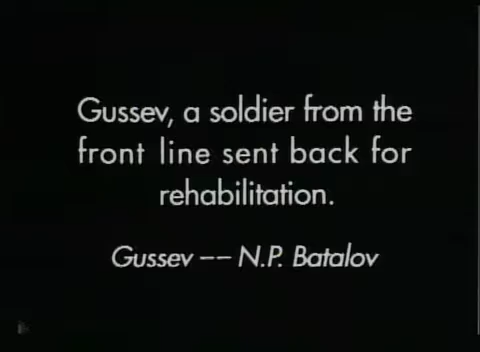 Gussev, a soldier from the
front line sent back for
rehabilitation.
Gussev -- N.P. Batalov